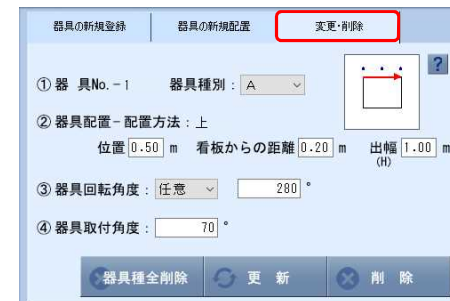 器具の新規登録 器具の新規配置 変更・削除
?
① 器 具No. - 1 器具種別 : A
② 器具配置 - 配置方法 : 上
位置 0.50 m 看板からの距離 0.20 m 出幅 1.00 m
(H)
③ 器具回転角度 : 任意 280 °
④ 器具取付角度 : 70 °
器具種全削除 更 新 削 除